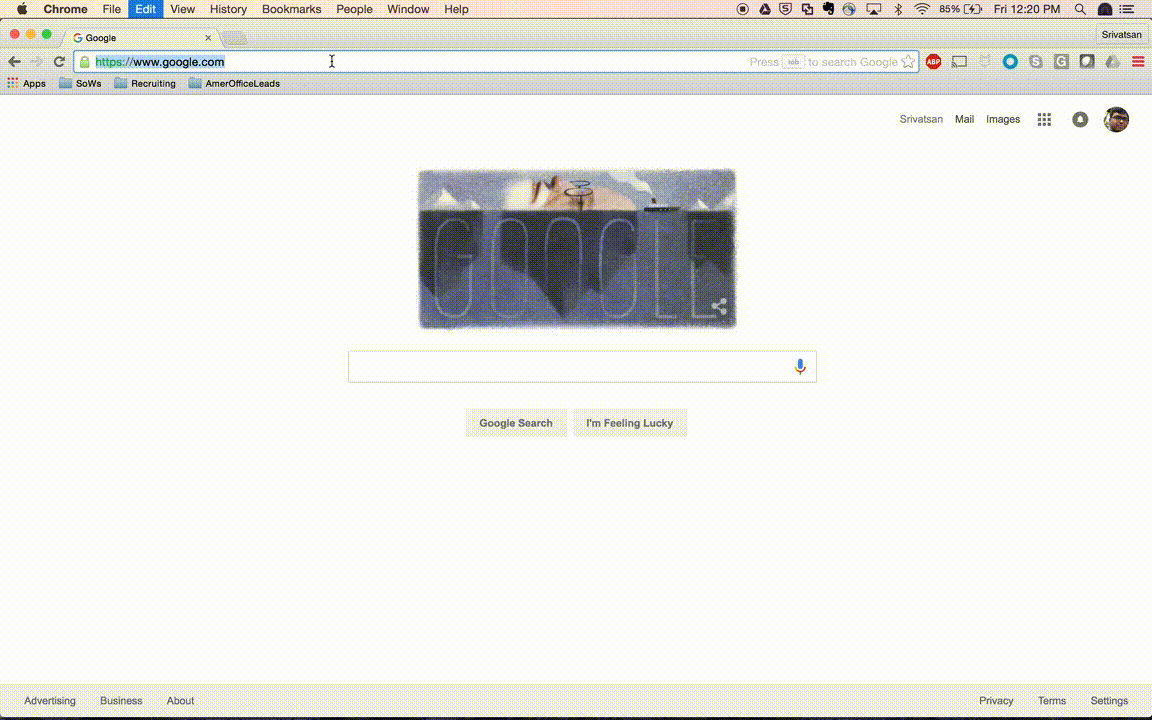 Chrome File Edit View History Bookmarks People Window Help 85% Fri 12:20 PM
Google Srivatsan
https://www.google.com Press tab to search Google ABP
Apps SoWs Recruiting AmerOfficeLeads
Srivatsan Mail Images
GOOGLE
Google Search I'm Feeling Lucky
Advertising Business About Privacy Terms Settings